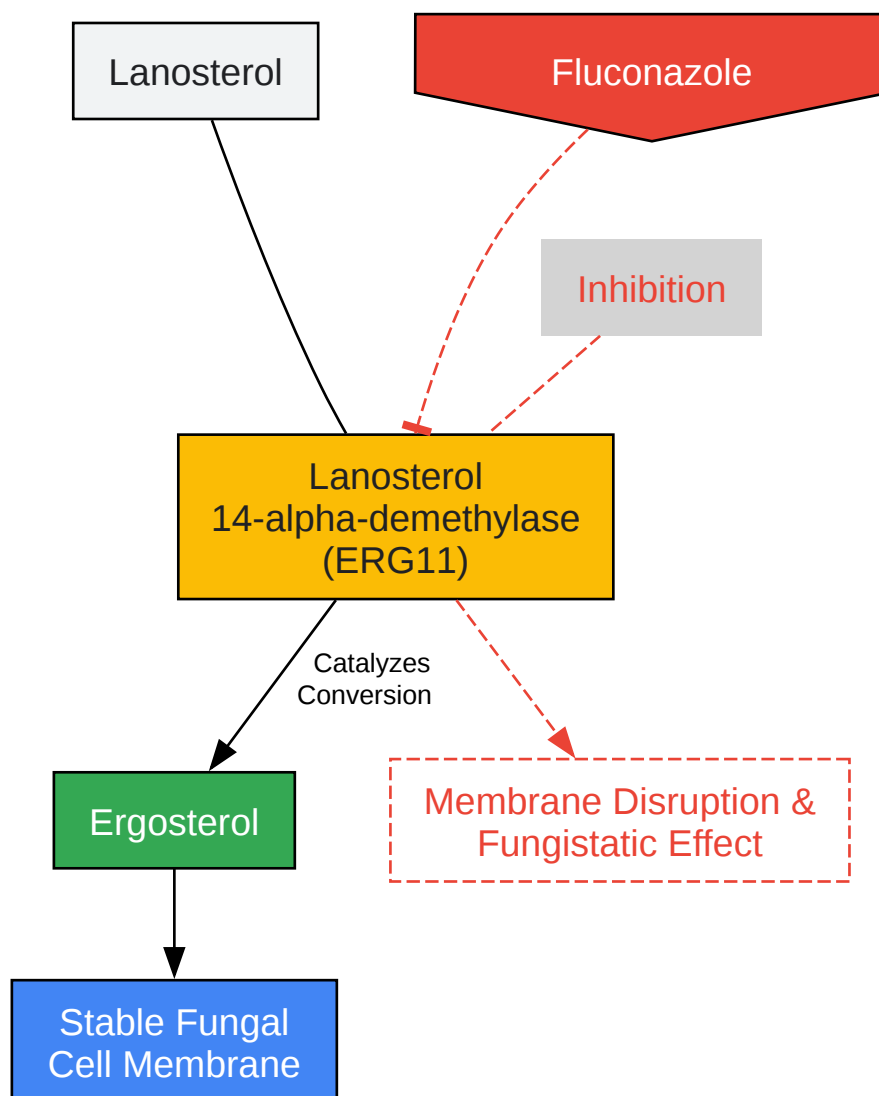 Lanosterol
Fluconazole
Inhibition
Lanosterol
14-alpha-demethylase
(ERG11)
Catalyzes
Conversion
Ergosterol
Membrane Disruption &
Fungistatic Effect
Stable Fungal
Cell Membrane